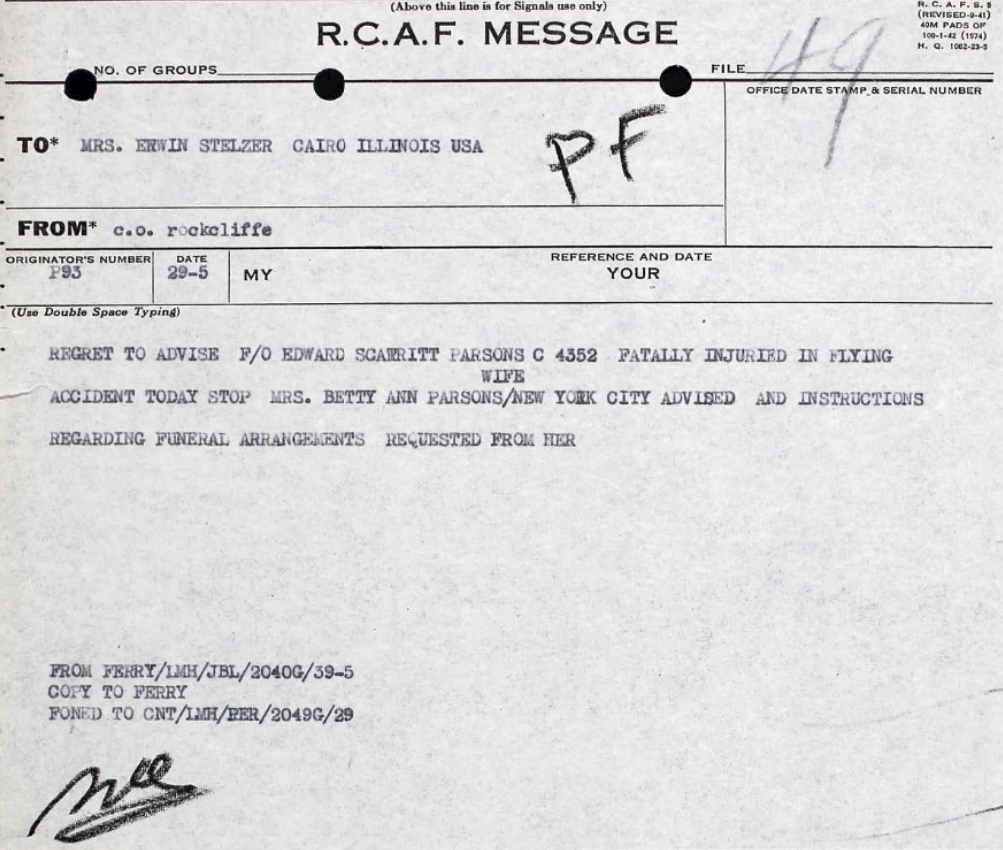 (Above this line is for Signals use only)
R.C.A.F. MESSAGE
R. C. A. F. S. 5
(REVISED-9-41)
40M PADS OF
100-1-42 (1574)
H. Q. 1062-23-5
NO. OF GROUPS
FILE
49
OFFICE DATE STAMP & SERIAL NUMBER
TO* MRS. ERWIN STELZER CAIRO ILLINOIS USA
PF
FROM* c.o. rockcliffe
ORIGINATOR'S NUMBER DATE REFERENCE AND DATE
P93 29-5 MY YOUR
(Use Double Space Typing)
REGRET TO ADVISE F/O EDWARD SCARRITT PARSONS C 4352 FATALLY INJURIED IN FLYING
WIFE
ACCIDENT TODAY STOP MRS. BETTY ANN PARSONS/NEW YORK CITY ADVISED AND INSTRUCTIONS
REGARDING FUNERAL ARRANGEMENTS REQUESTED FROM HER
FROM FERRY/LMH/JBL/2040G/39-5
COPY TO FERRY
FONED TO CNT/LMH/PER/2049G/29